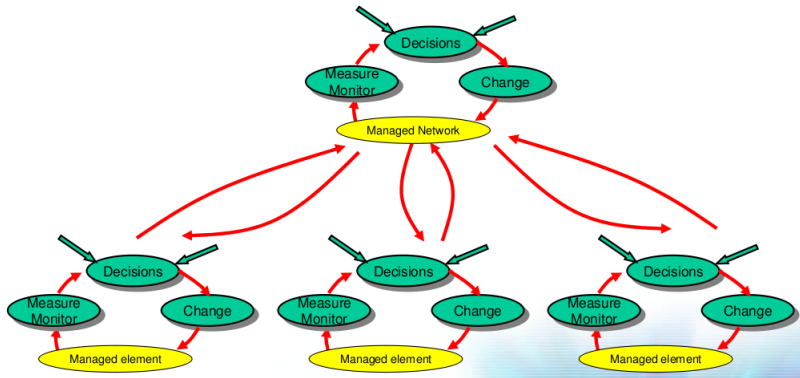 Decisions
Measure
Monitor
Change
Managed Network
Decisions
Measure
Monitor
Change
Managed element
Decisions
Measure
Monitor
Change
Managed element
Decisions
Measure
Monitor
Change
Managed element